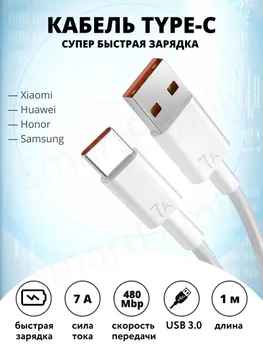 КАБЕЛЬ TYPE-C
СУПЕР БЫСТРАЯ ЗАРЯДКА
Xiaomi
Huawei
Honor
Samsung
7A
7A
быстрая
зарядка
7 А
сила
тока
480
Mbp
скорость
передачи
USB 3.0
1 м
длина